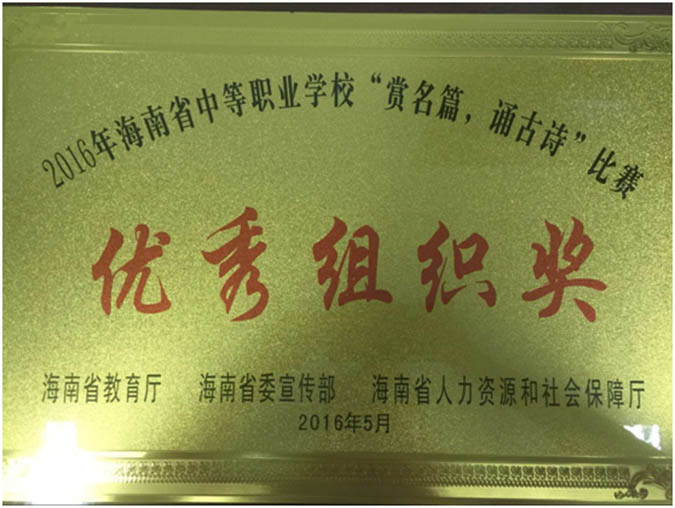 2016年海南省中等职业学校“赏名篇，诵古诗”比赛
优秀组织奖
海南省教育厅 海南省委宣传部 海南省人力资源和社会保障厅
2016年5月